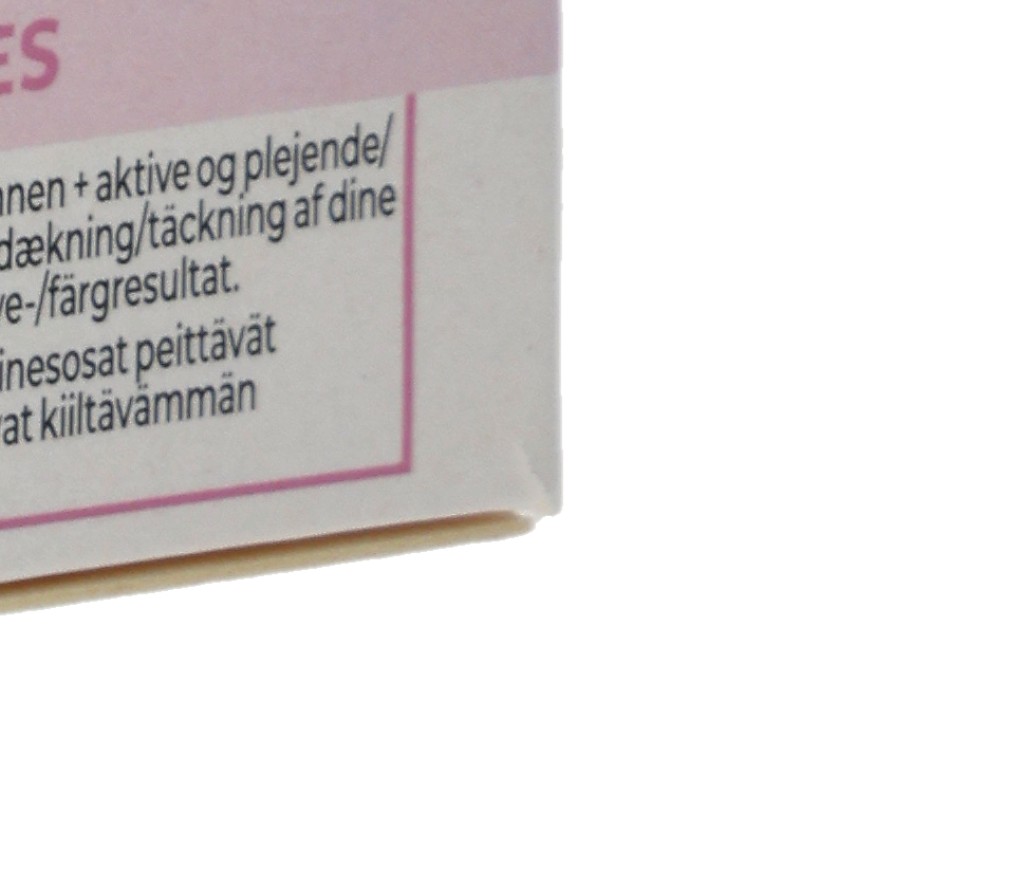 ES
nnen + aktive og plejende/
dækning/täckning af dine
ve-/färgresultat.
inesosat peittävät
vat kiiltävämmän